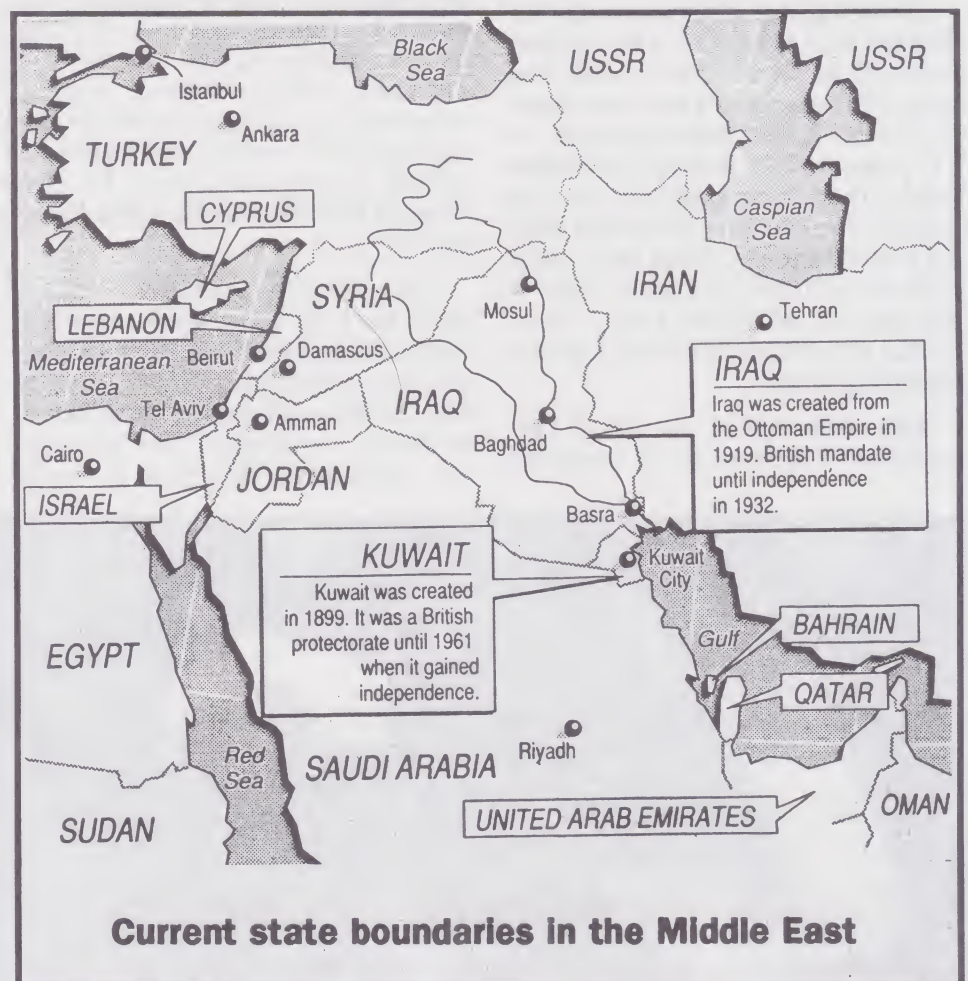 Black
Sea
USSR
USSR
Istanbul
Ankara
TURKEY
CYPRUS
Caspian
Sea
SYRIA
Mosul
IRAN
Tehran
LEBANON
Mediterranean
Sea
Beirut
Damascus
IRAQ
IRAQ
Iraq was created from
the Ottoman Empire in
1919. British mandate
until independence
in 1932.
Tel Aviv
Amman
Baghdad
Cairo
JORDAN
ISRAEL
Basra
KUWAIT
Kuwait was created
in 1899. It was a British
protectorate until 1961
when it gained
independence.
Kuwait
City
Gulf
BAHRAIN
EGYPT
QATAR
Red
Sea
SAUDI ARABIA
Riyadh
UNITED ARAB EMIRATES
OMAN
SUDAN
Current state boundaries in the Middle East